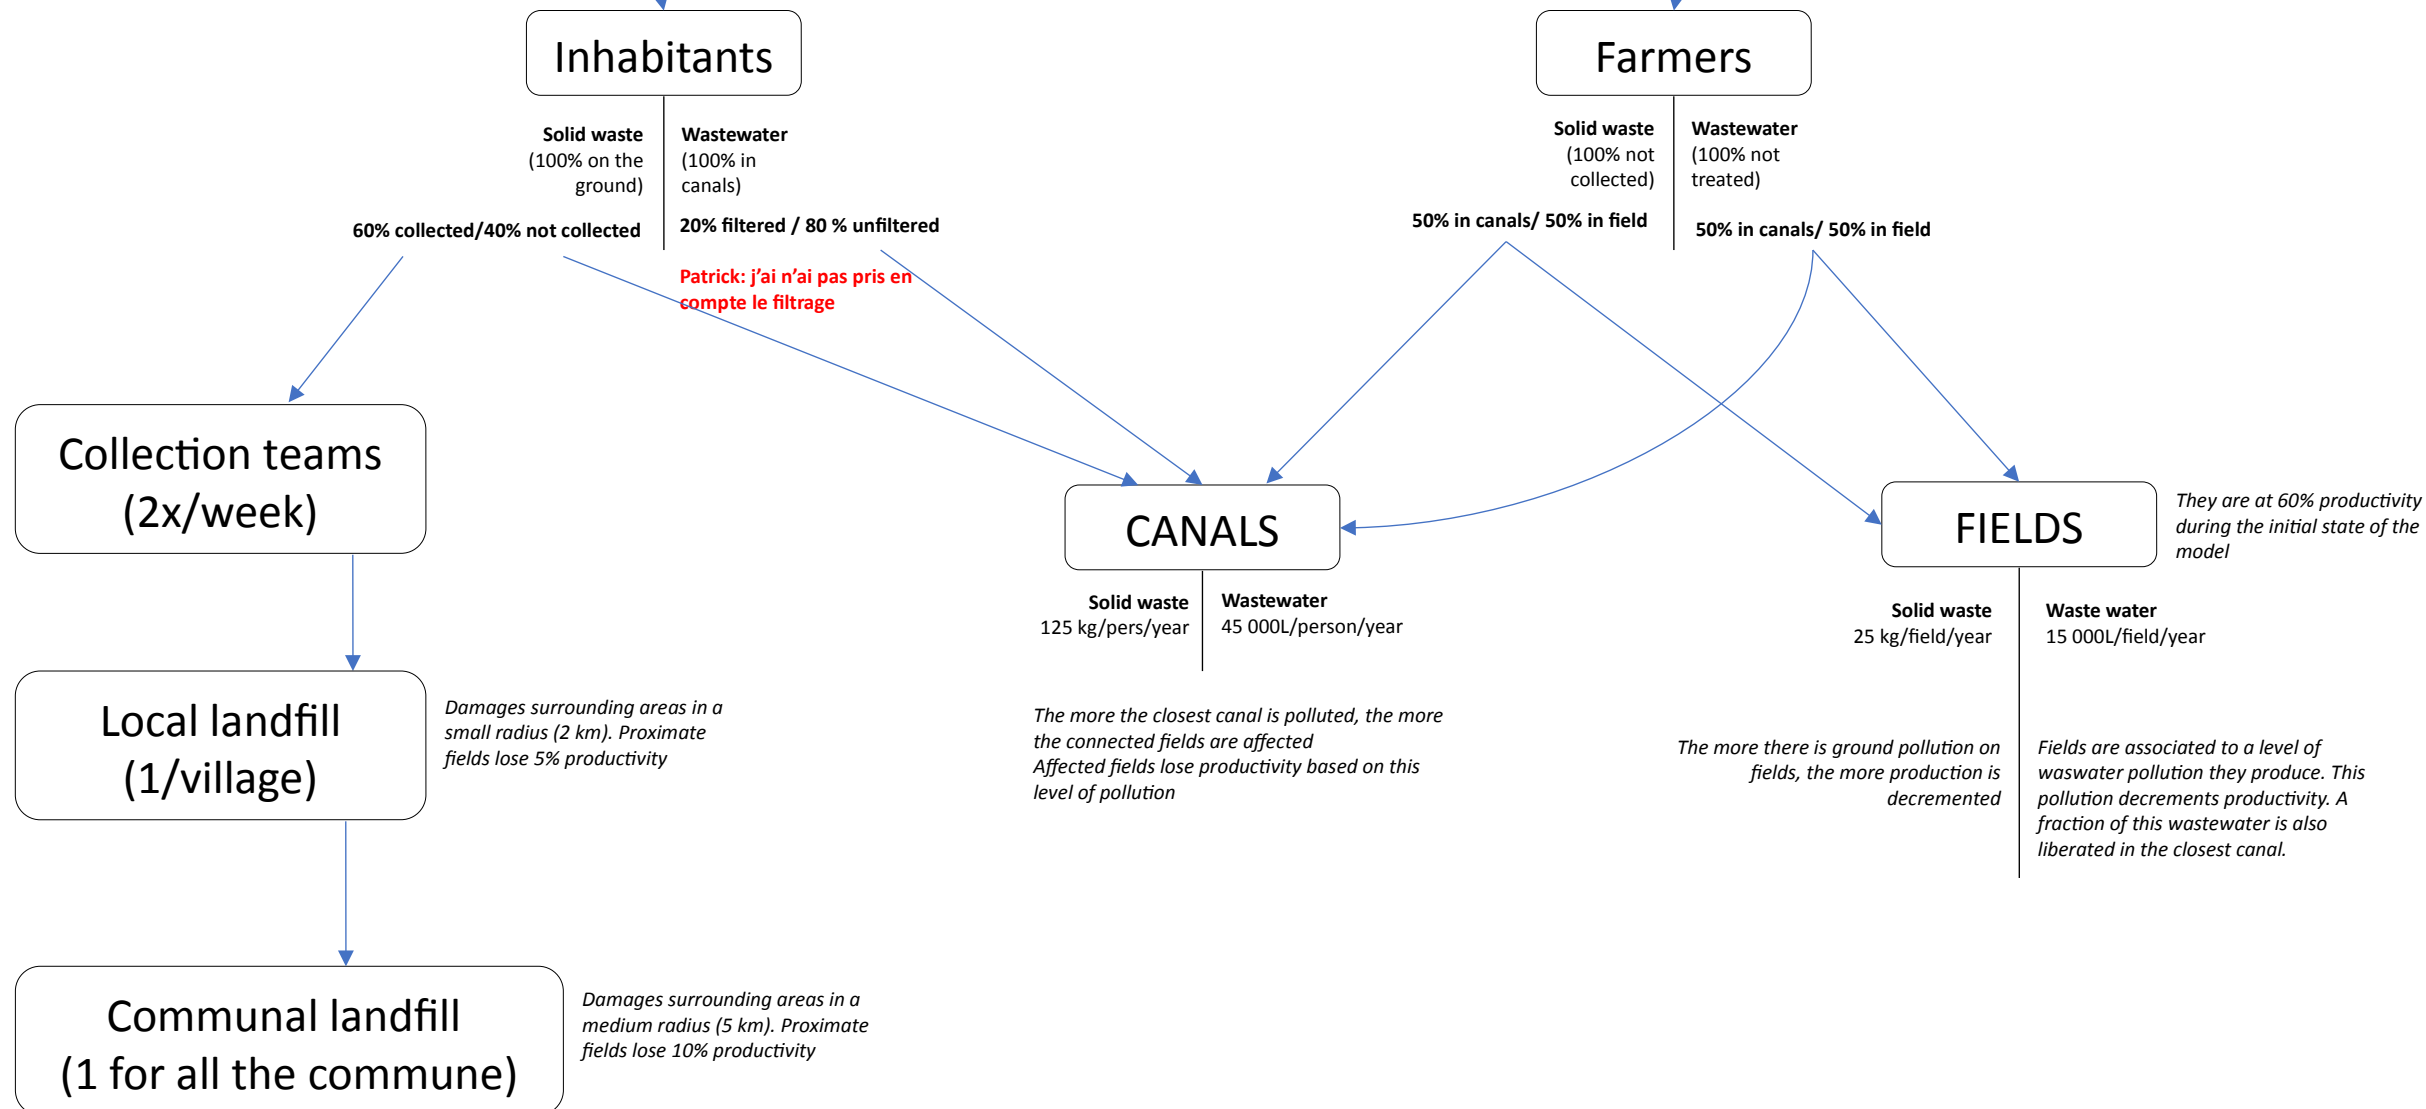 Inhabitants
Solid waste
(100% on the
ground)
Wastewater
(100% in
canals)
60% collected/40% not collected
20% filtered / 80 % unfiltered
Patrick: j'ai n'ai pas pris en
compte le filtrage
Farmers
Solid waste
(100% not
collected)
Wastewater
(100% not
treated)
50% in canals/ 50% in field
50% in canals/ 50% in field
Collection teams
(2x/week)
CANALS
Solid waste
125 kg/pers/year
Wastewater
45 000L/person/year
The more the closest canal is polluted, the more
the connected fields are affected
Affected fields lose productivity based on this
level of pollution
FIELDS
They are at 60% productivity
during the initial state of the
model
Solid waste
25 kg/field/year
Waste water
15 000L/field/year
The more there is ground pollution on
fields, the more production is
decremented
Fields are associated to a level of
waswater pollution they produce. This
pollution decrements productivity. A
fraction of this wastewater is also
liberated in the closest canal.
Local landfill
(1/village)
Damages surrounding areas in a
small radius (2 km). Proximate
fields lose 5% productivity
Communal landfill
(1 for all the commune)
Damages surrounding areas in a
medium radius (5 km). Proximate
fields lose 10% productivity